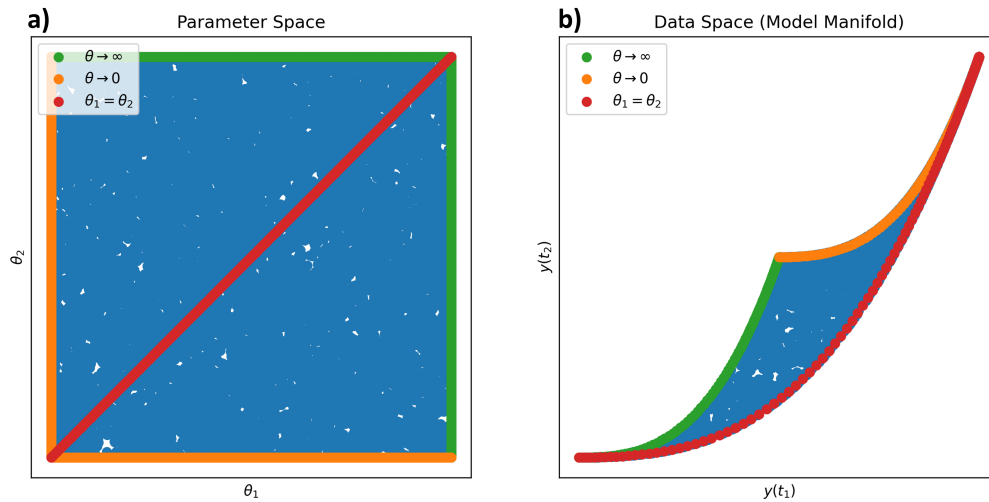 a)
Parameter Space
θ → ∞
θ → 0
θ₁ = θ₂
θ₂
θ₁
b)
Data Space (Model Manifold)
θ → ∞
θ → 0
θ₁ = θ₂
y(t₂)
y(t₁)